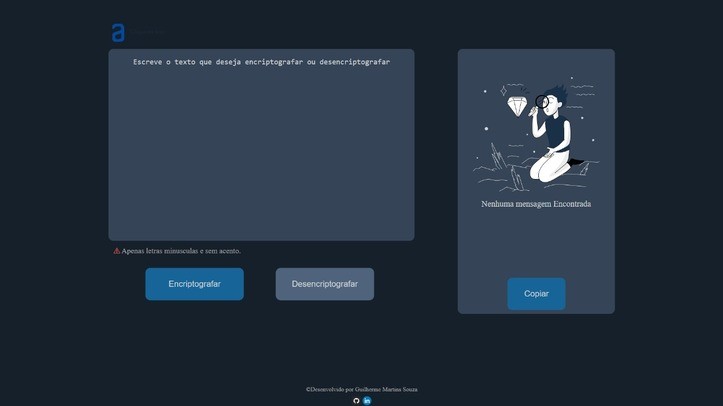 Escreve o texto que deseja encriptografar ou desencriptografar
Apenas letras minusculas e sem acento.
Encriptografar
Desencriptografar
Nenhuma mensagem Encontrada
Copiar
©Desenvolvido por Guilherme Martau Souza